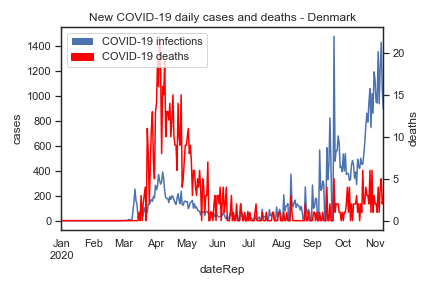 New COVID-19 daily cases and deaths - Denmark
COVID-19 infections
COVID-19 deaths
1400
1200
1000
800
600
400
200
0
cases
20
15
10
5
0
deaths
Jan Feb Mar Apr May Jun Jul Aug Sep Oct Nov
2020
dateRep